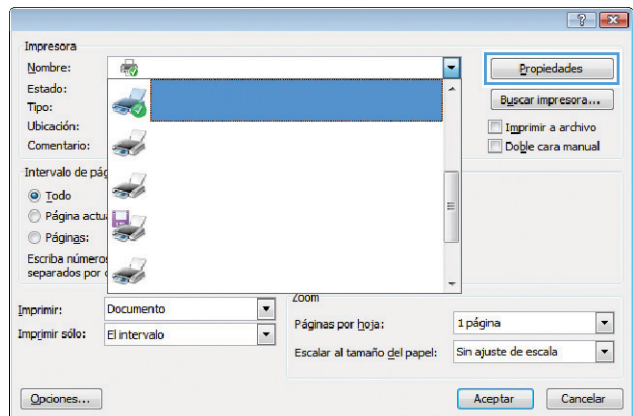 Impresora
Nombre:
Propiedades
Estado:
Tipo:
Buscar impresora...
Ubicación:
Imprimir a archivo
Comentario:
Doble cara manual
Intervalo de pág
Todo
Página actu
Páginas:
Escriba número
separados por
Imprimir:
Documento
Imprimir sólo:
El intervalo
Zoom
Páginas por hoja:
1 página
Escalar al tamaño del papel:
Sin ajuste de escala
Opciones...
Aceptar
Cancelar